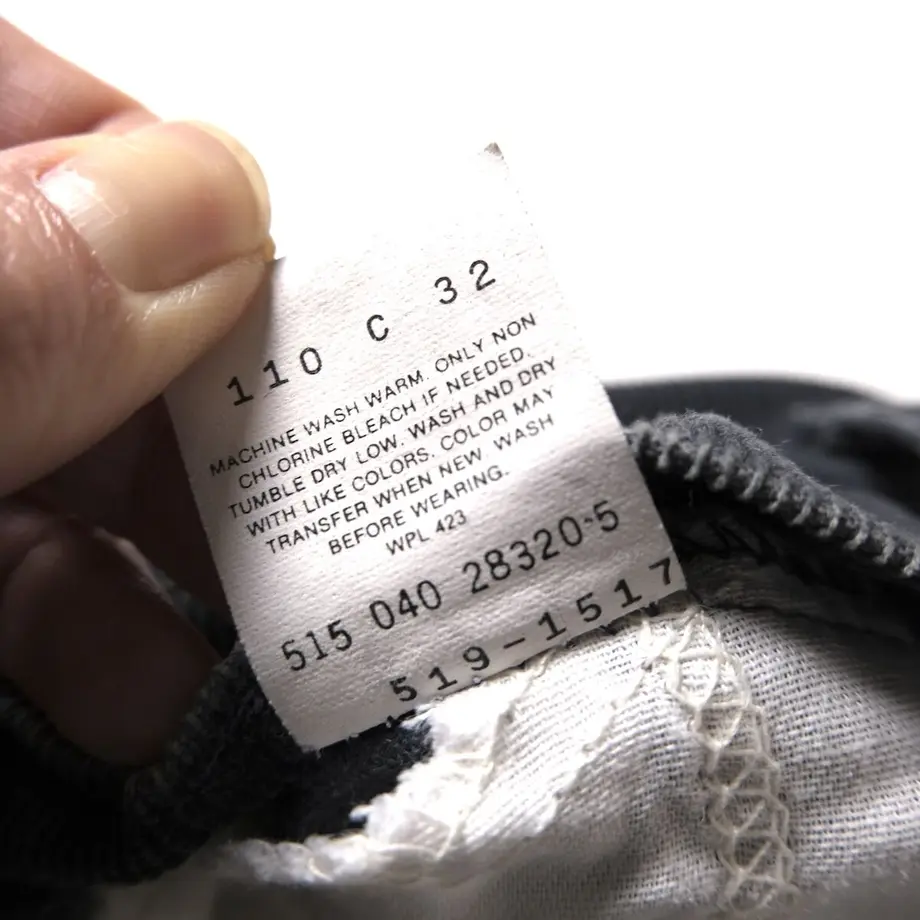 110 C 32
MACHINE WASH WARM. ONLY NON
CHLORINE BLEACH IF NEEDED.
TUMBLE DRY LOW. WASH AND DRY
WITH LIKE COLORS. COLOR MAY
TRANSFER WHEN NEW. WASH
BEFORE WEARING.
WPL 423
515 040 28320-5
519-1517